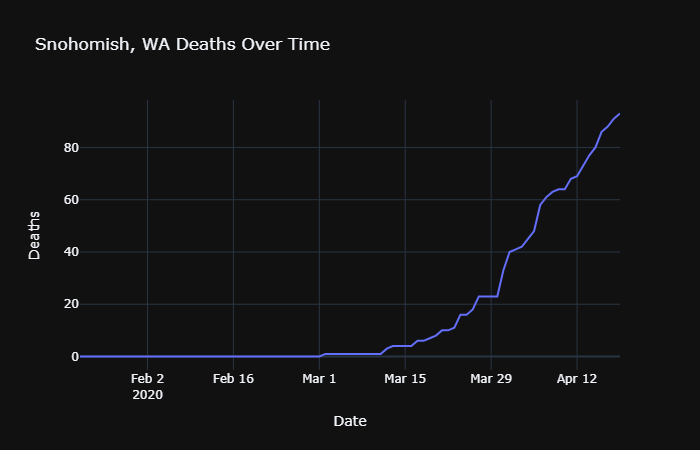 Snohomish, WA Deaths Over Time
Deaths
80
60
40
20
0
Feb 2
2020
Feb 16
Mar 1
Mar 15
Mar 29
Apr 12
Date